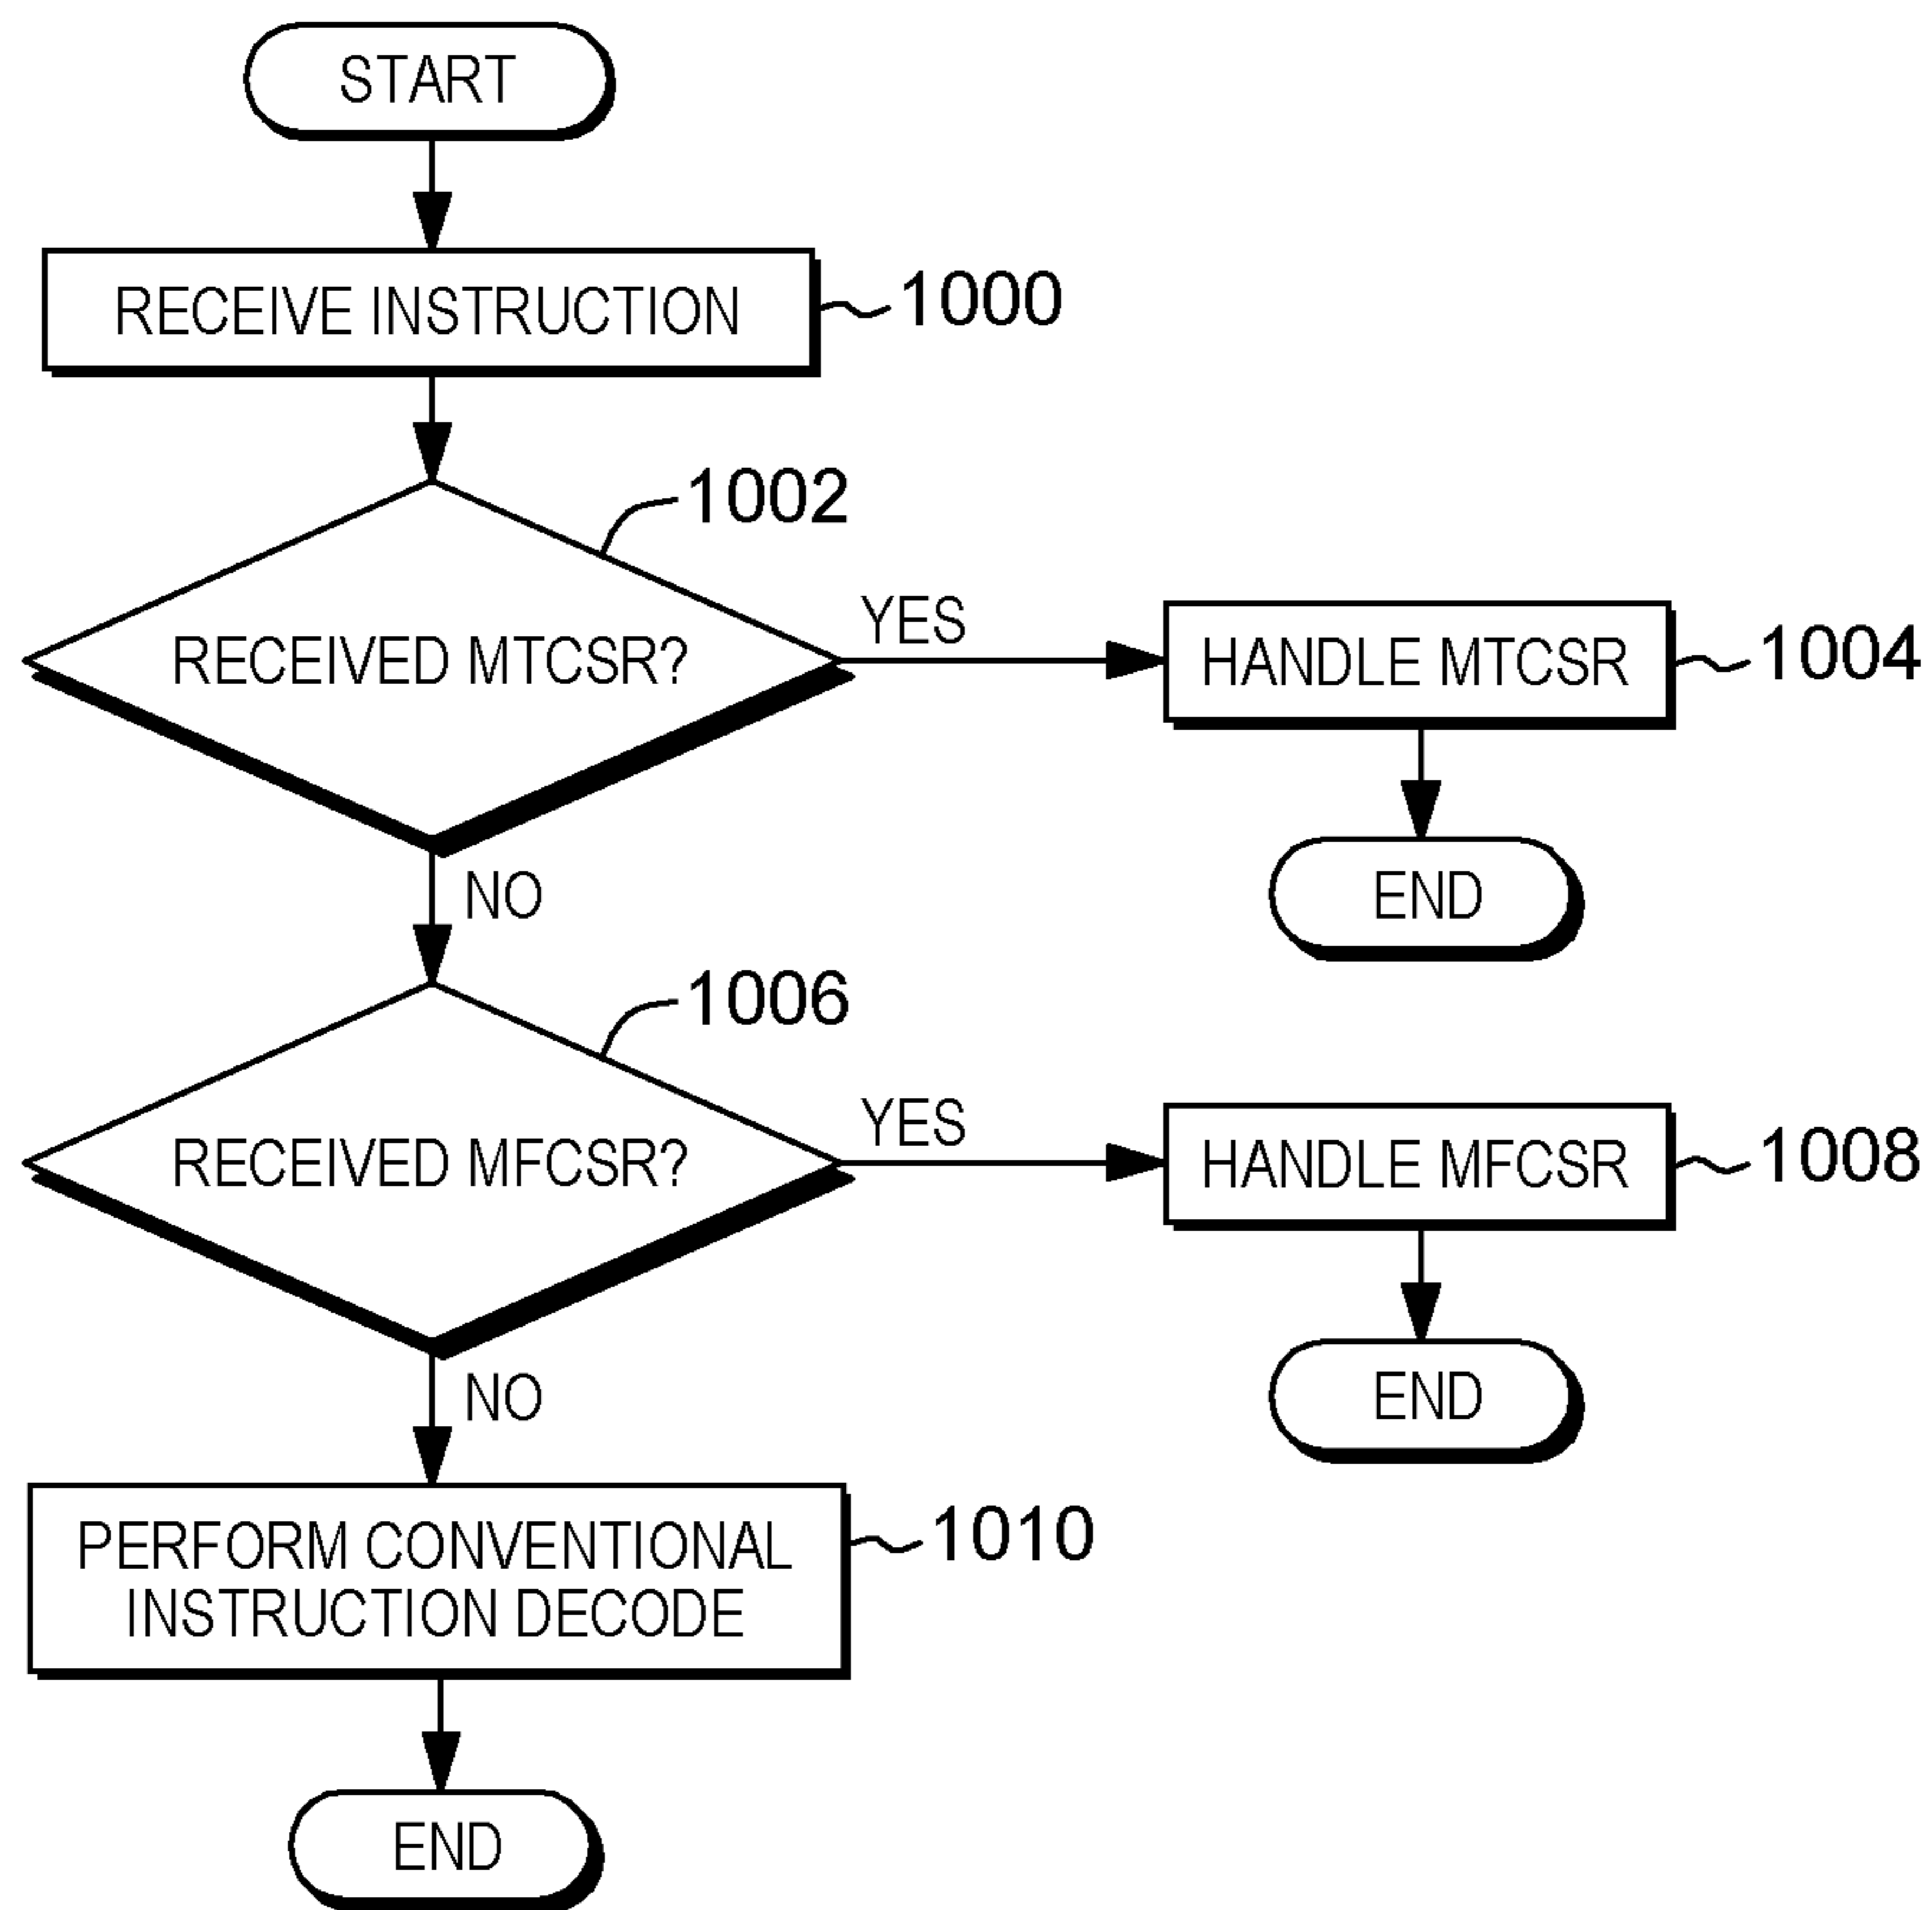 START
RECEIVE INSTRUCTION
1000
1002
RECEIVED MTCSR?
YES
HANDLE MTCSR
1004
END
NO
1006
RECEIVED MFCSR?
YES
HANDLE MFCSR
1008
END
NO
PERFORM CONVENTIONAL
INSTRUCTION DECODE
1010
END